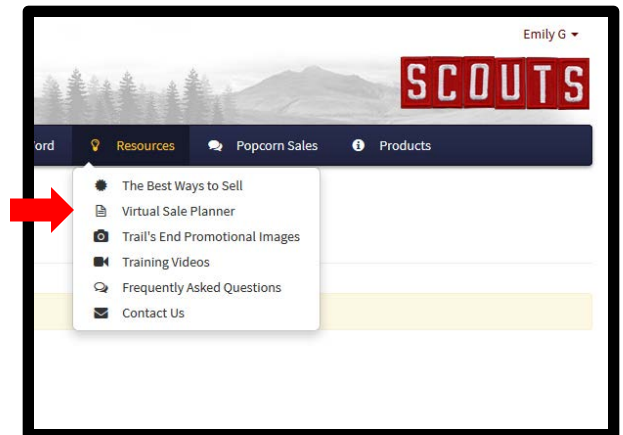 Emily G
SCOUTS
ord Resources Popcorn Sales Products
The Best Ways to Sell
Virtual Sale Planner
Trail's End Promotional Images
Training Videos
Frequently Asked Questions
Contact Us